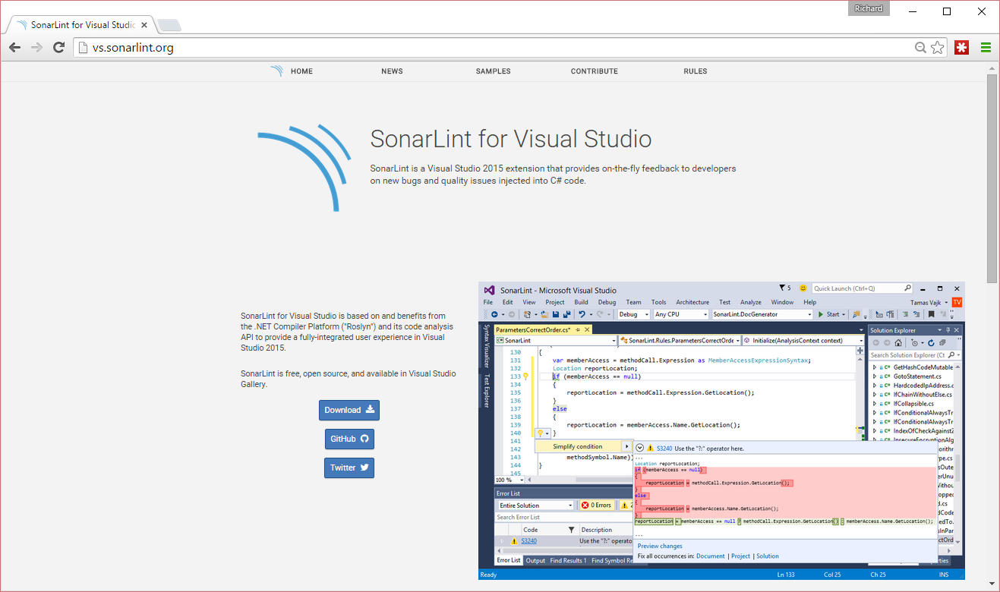 Richard
SonarLint for Visual Studic
vs.sonarlint.org
HOME NEWS SAMPLES CONTRIBUTE RULES
SonarLint for Visual Studio
SonarLint is a Visual Studio 2015 extension that provides on-the-fly feedback to developers
on new bugs and quality issues injected into C# code.
SonarLint for Visual Studio is based on and benefits from
the .NET Compiler Platform ("Roslyn") and its code analysis
API to provide a fully-integrated user experience in Visual
Studio 2015.
SonarLint is free, open source, and available in Visual Studio
Gallery.
Download
GitHub
Twitter
SonarLint - Microsoft Visual Studio 5 Quick Launch (Ctrl+Q)
File Edit View Project Build Debug Team Tools Architecture Test Analyze Window Help Tamas Vajk TV
Debug Any CPU SonarLint.DocGenerator Start
Syntax Visualizer
Test Explorer
ParametersCorrectOrder.cs*
SonarLint SonarLint.Rules.ParametersCorrectOrde Initialize(AnalysisContext context)
130 {
131 var memberAccess = methodCall.Expression as MemberAccessExpressionSyntax;
132 Location reportLocation;
133 if (memberAccess == null)
134 {
135 reportLocation = methodCall.Expression.GetLocation();
136 }
137 else
138 {
139 reportLocation = memberAccess.Name.GetLocation();
140 }
141
142
143 methodSymbol.Name))
144 }
145
Simplify condition
S3240 Use the "?:" operator here.
...
Location reportLocation;
if (memberAccess == null)
{
reportLocation = methodCall.Expression.GetLocation();
}
else
{
reportLocation = memberAccess.Name.GetLocation();
}
reportLocation = memberAccess == null ? methodCall.Expression.GetLocation() : memberAccess.Name.GetLocation();
...
Preview changes
Fix all occurrences in: Document | Project | Solution
100 %
Error List
Entire Solution 0 Errors 2
Search Error List
Code Description
S3240 Use the "?:" operato
Error List Output Find Results 1 Find Symbol Re
Solution Explorer
Search Solution Explorer (Ct
C# GetHashCodeMutable
C# GotoStatement.cs
C# HardcodedIpAddress.c
C# IfChainWithoutElse.cs
C# IfCollapsible.cs
C# IfConditionalAlwaysTr
C# IfConditionalAlwaysTr
C# IndexOfCheckAgainstZ
C# InsecureEncryptionAlg
Ready Ln 133 Col 25 Ch 25 INS